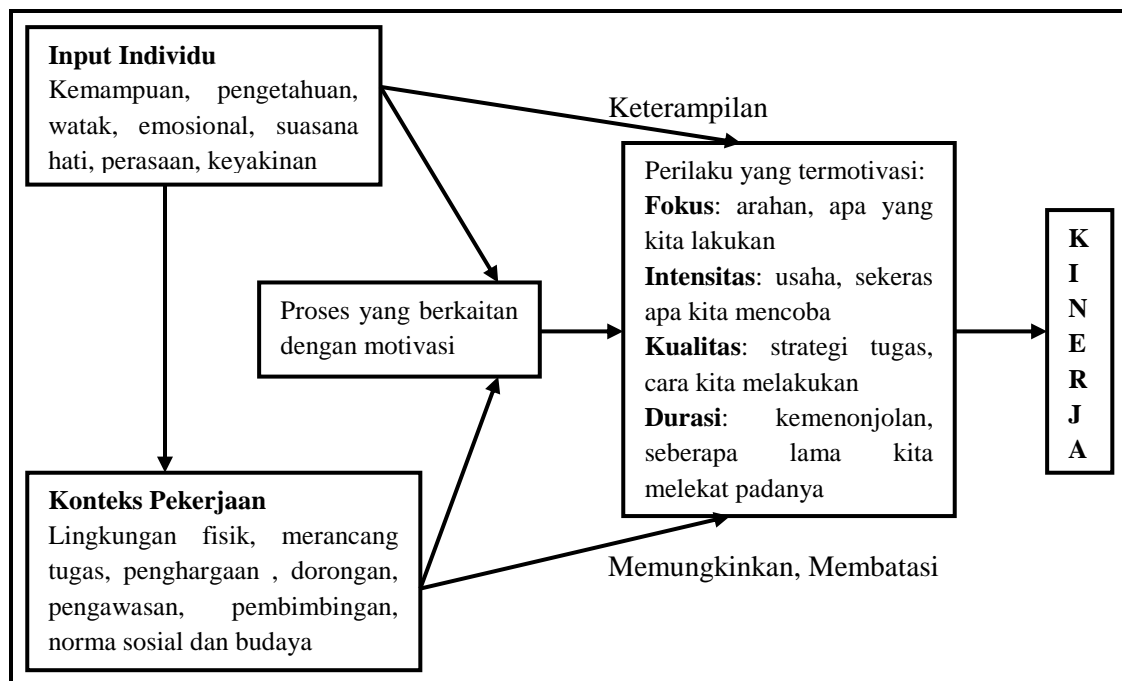 Input Individu
Kemampuan, pengetahuan,
watak, emosional, suasana
hati, perasaan, keyakinan
Keterampilan
Proses yang berkaitan
dengan motivasi
Perilaku yang termotivasi:
Fokus: arahan, apa yang
kita lakukan
Intensitas: usaha, sekeras
apa kita mencoba
Kualitas: strategi tugas,
cara kita melakukan
Durasi: kemenonjolan,
seberapa lama kita
melekat padanya
K
I
N
E
R
J
A
Konteks Pekerjaan
Lingkungan fisik, merancang
tugas, penghargaan , dorongan,
pengawasan, pembimbingan,
norma sosial dan budaya
Memungkinkan, Membatasi